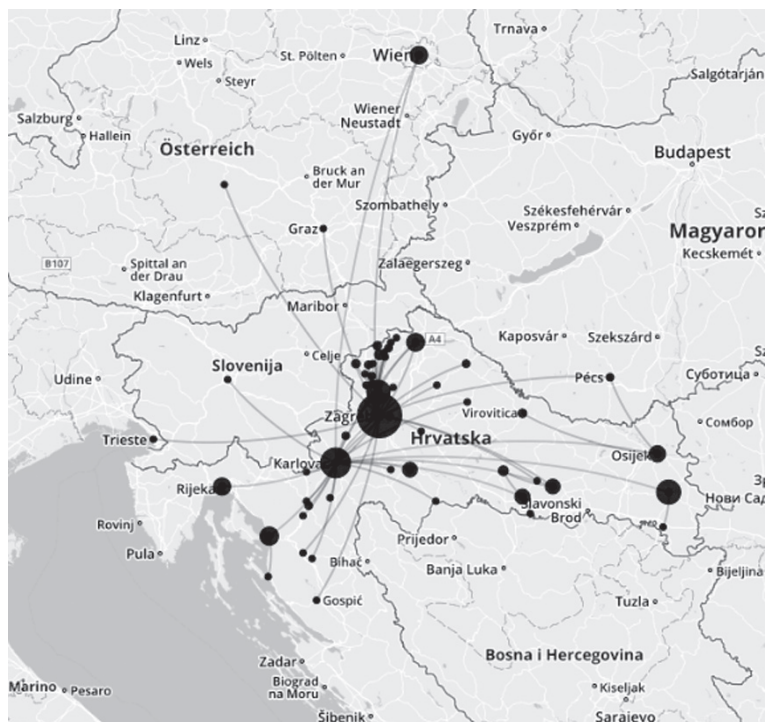 Linz
Wien
Trnava
St. Pölten
Wels
Steyr
Salgótarján
Salzburg
Hallein
Wiener
Neustadt
Győr
Österreich
Budapest
Bruck an
der Mur
Szombathely
Székesfehérvár
Veszprém
Graz
Magyaror
Kecskemét
B107
Spittal an
der Drau
Zalaegerszeg
Klagenfurt
Maribor
A4
Kaposvár
Szekszárd
Celje
Slovenija
Udine
Pécs
Суботица
Zagr
Virovitica
Сомбор
Trieste
Hrvatska
Karlova
Osijek
Rijeka
Нови Сад
Slavonski
Brod
Rovinj
Pula
Prijedor
Bihać
Banja Luka
Bijeljina
Gospić
Tuzla
Bosna i Hercegovina
Zadar
Biograd
na Moru
Marino
Pesaro
Kiseljak
Šibenik
Sarajevo